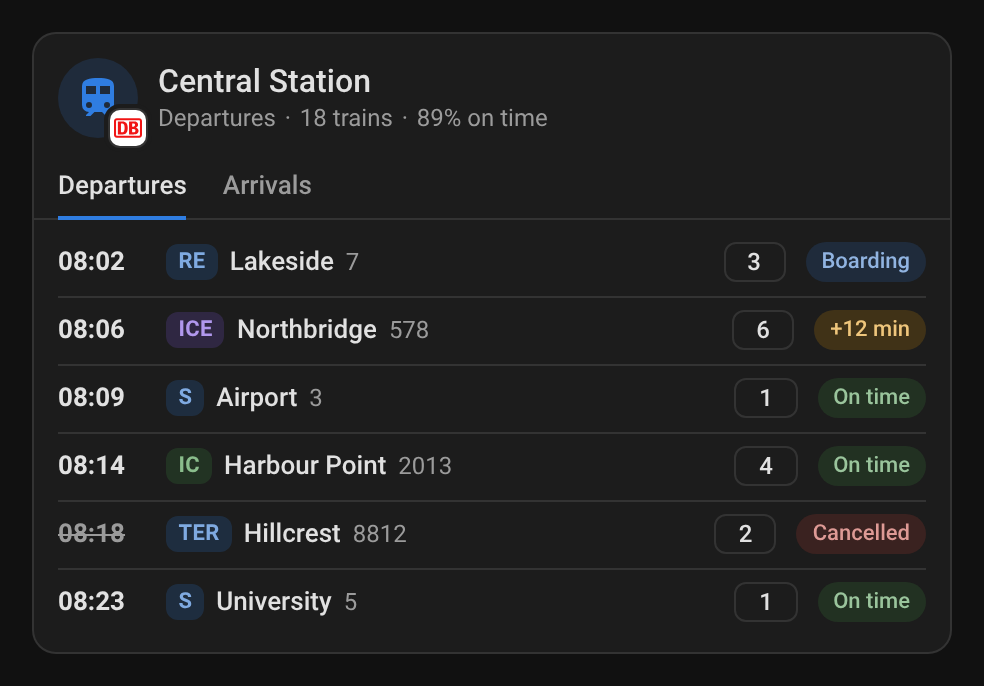 Central Station
DB
Departures · 18 trains · 89% on time
Departures Arrivals
08:02 RE Lakeside 7 3 Boarding
08:06 ICE Northbridge 578 6 +12 min
08:09 S Airport 3 1 On time
08:14 IC Harbour Point 2013 4 On time
08:18 TER Hillcrest 8812 2 Cancelled
08:23 S University 5 1 On time